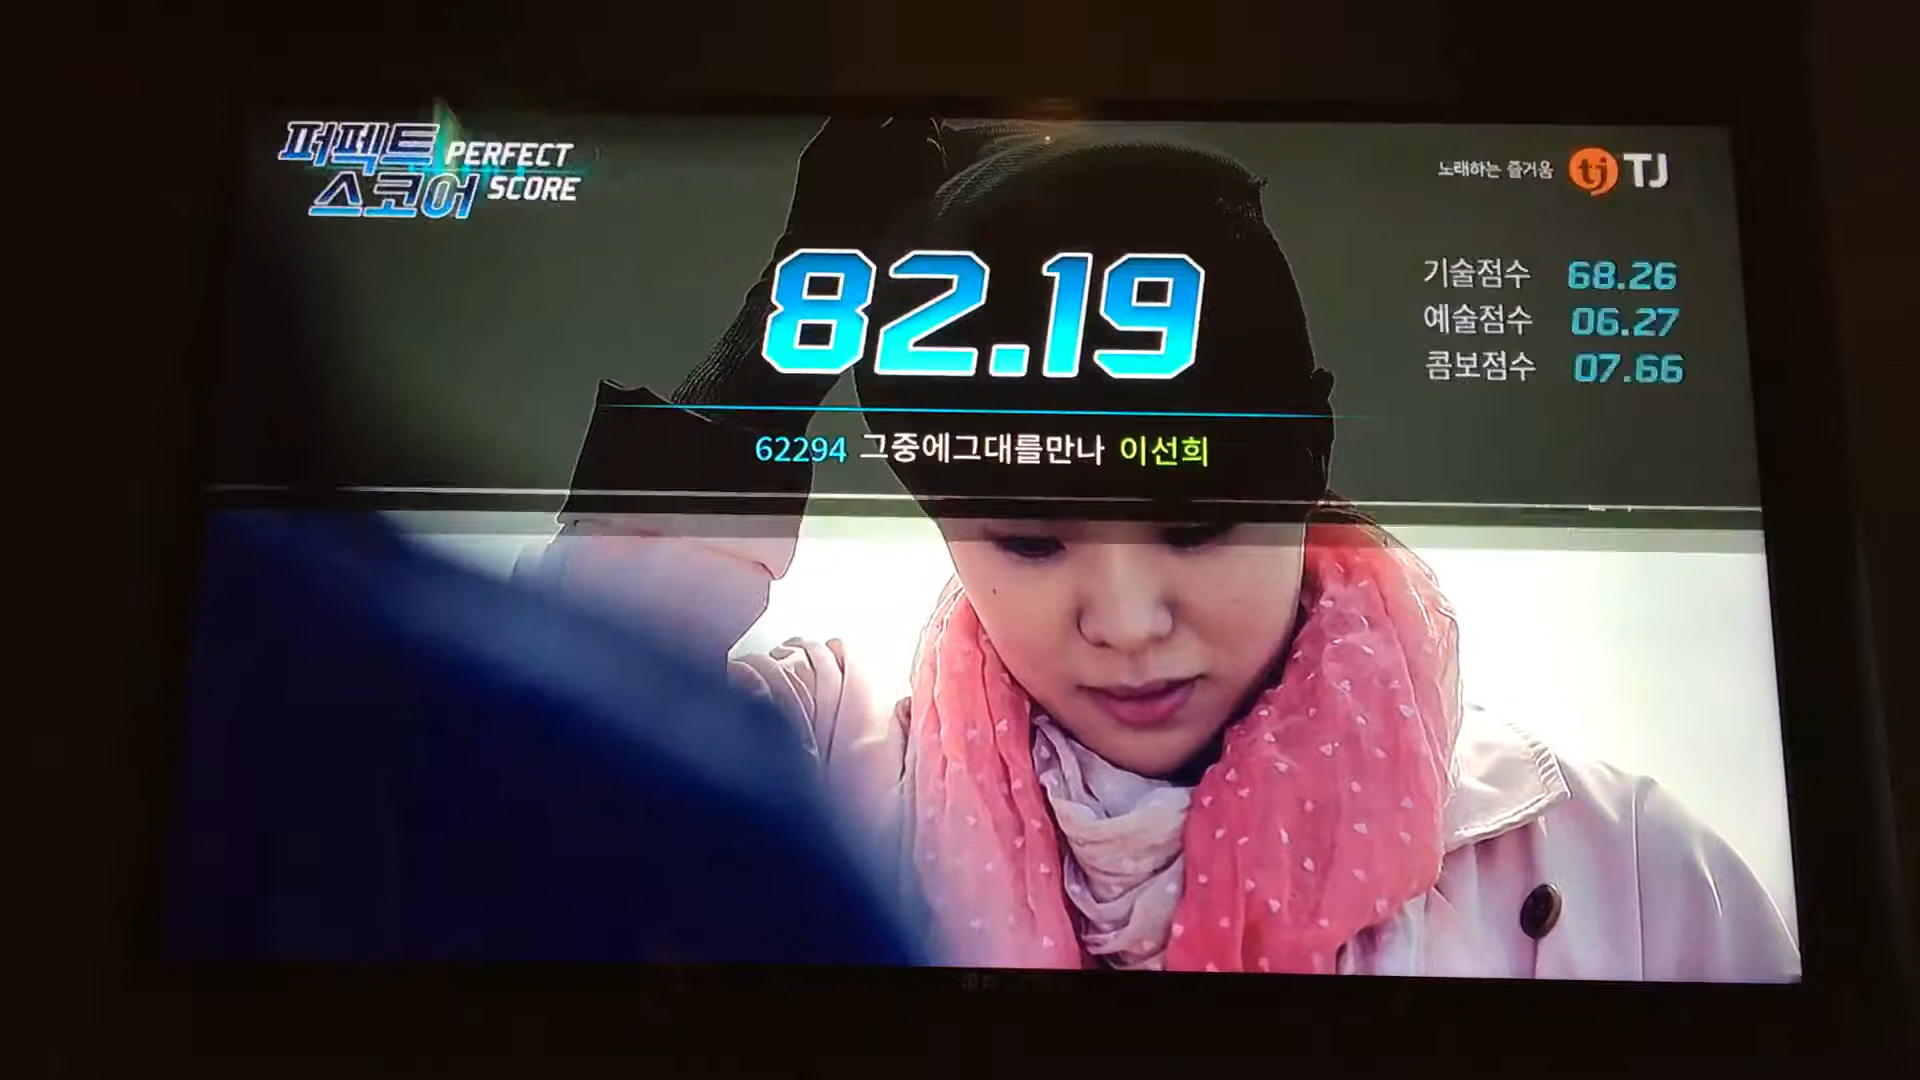 퍼펙트 스코어
PERFECT SCORE
노래하는 즐거움 tj TJ
82.19
기술점수 68.26
예술점수 06.27
콤보점수 07.66
62294 그중에그대를만나 이선희